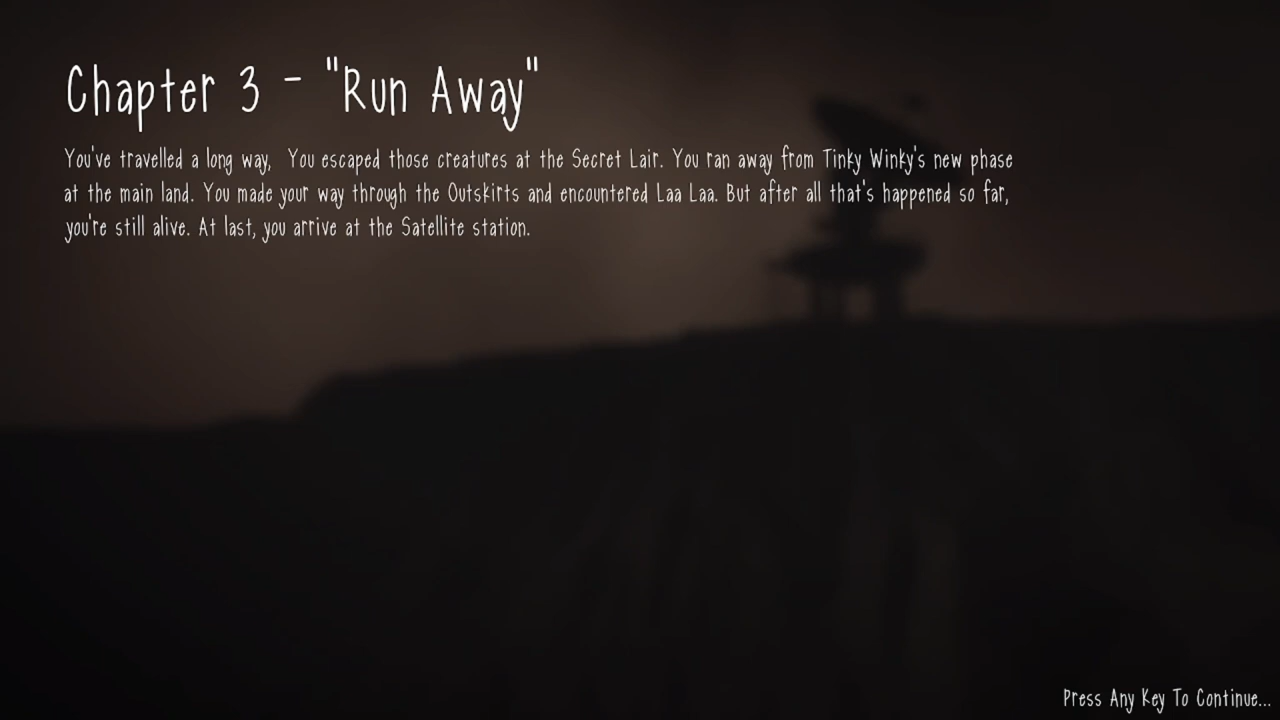 Chapter 3 - "Run Away"
You've travelled a long way,  You escaped those creatures at the Secret Lair. You ran away from Tinky Winky's new phase
at the main land. You made your way through the Outskirts and encountered Laa Laa. But after all that's happened so far,
you're still alive. At last, you arrive at the Satellite station.
Press Any Key To Continue...